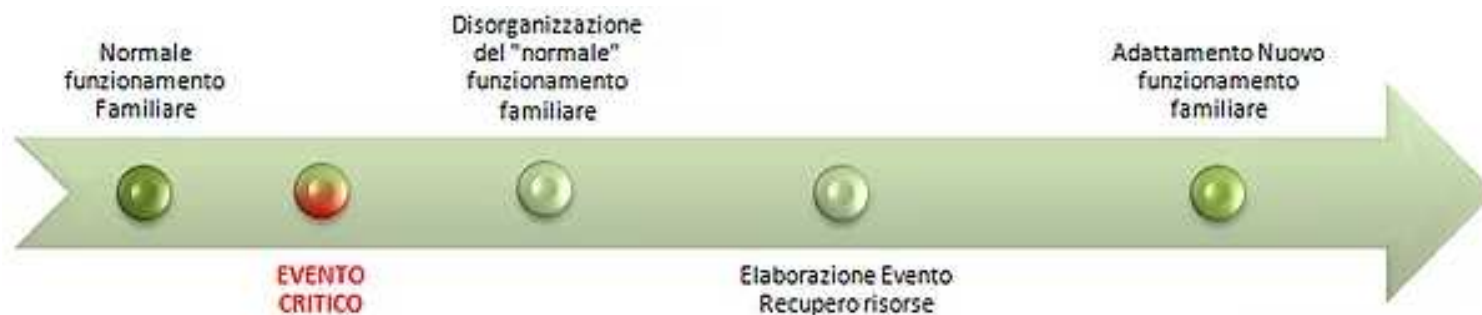 Normale
funzionamento
Familiare
EVENTO
CRITICO
Disorganizzazione
del "normale"
funzionamento
familiare
Elaborazione Evento
Recupero risorse
Adattamento Nuovo
funzionamento
familiare